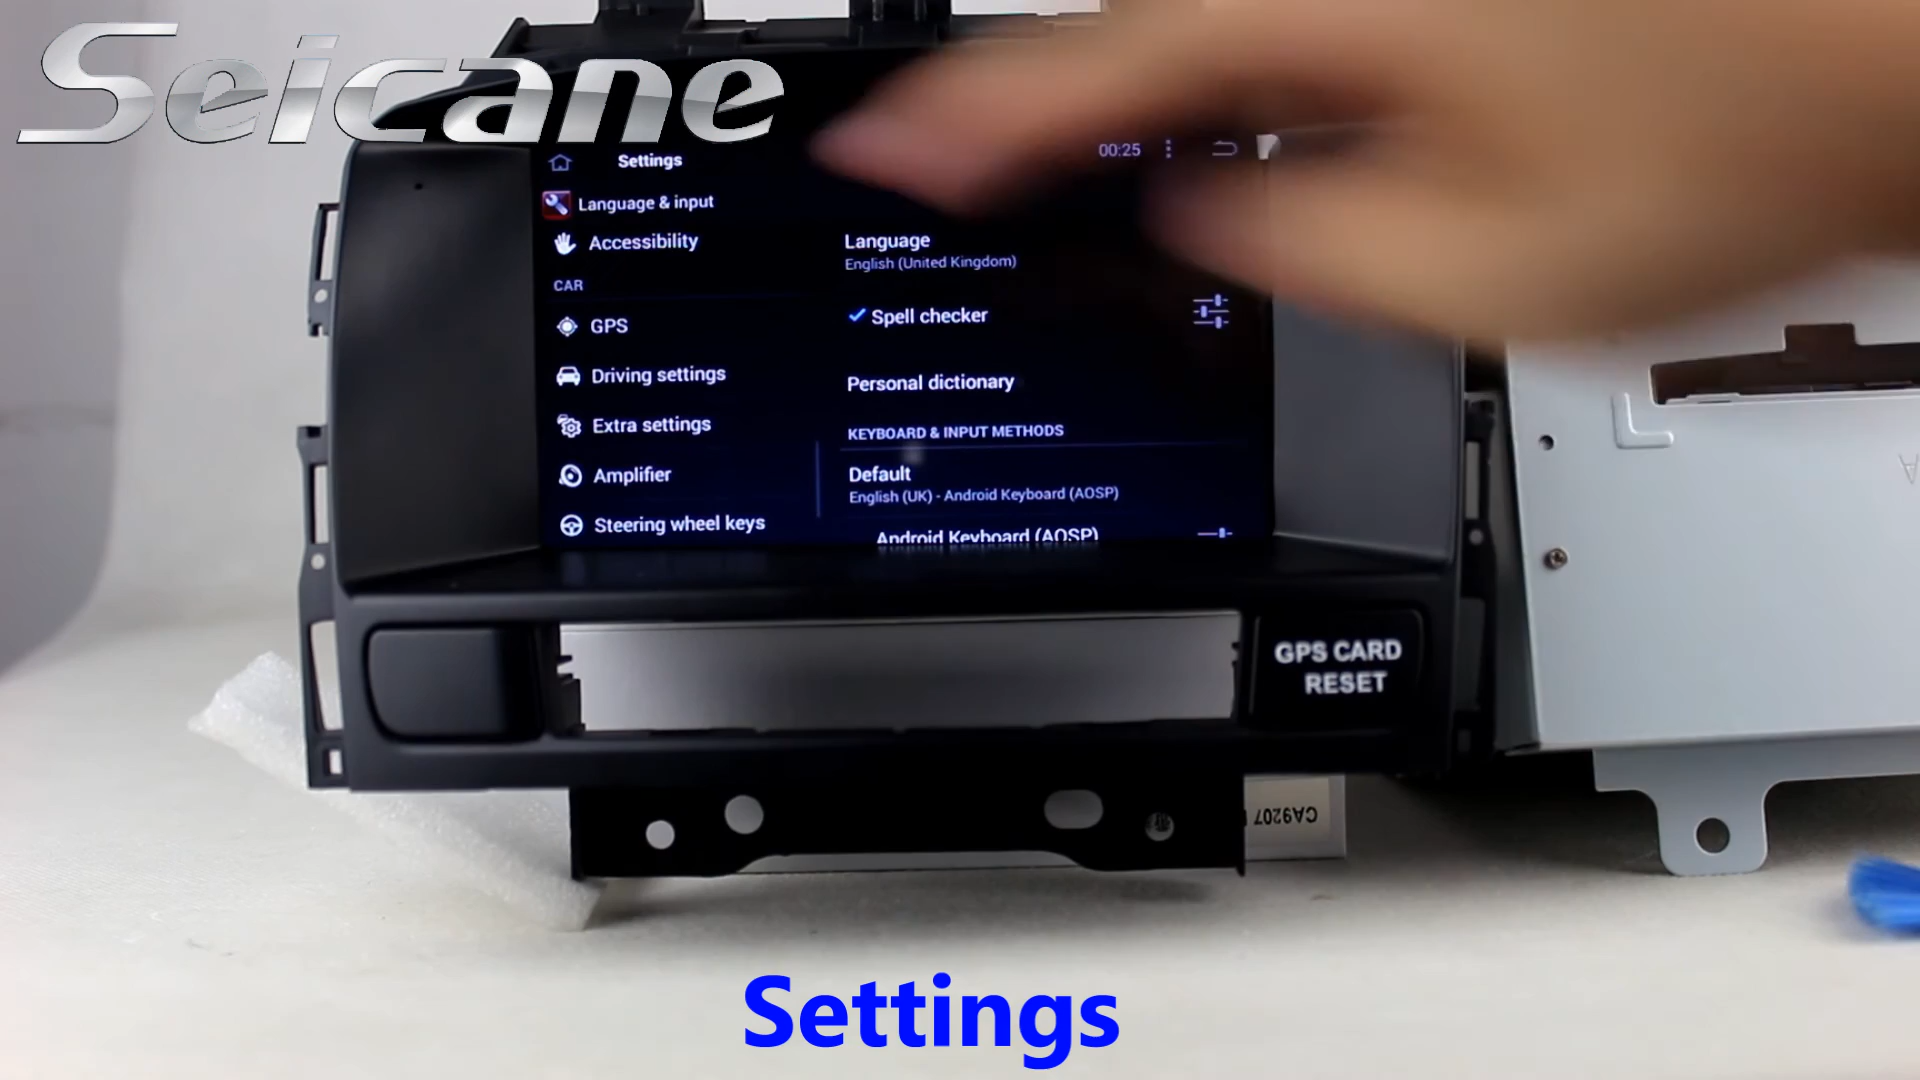 Seicane
Settings
00:25
Language & input
Accessibility
CAR
GPS
Driving settings
Extra settings
Amplifier
Steering wheel keys
Language
English (United Kingdom)
Spell checker
Personal dictionary
KEYBOARD & INPUT METHODS
Default
English (UK) - Android Keyboard (AOSP)
Android Keyboard (AOSP)
GPS CARD
RESET
CA9207
Settings